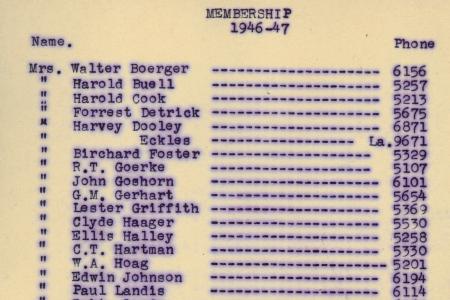 MEMBERSHIP
1946-47
Name. Phone
Mrs. Walter Boerger ------------------------ 6156
" Harold Buell ------------------------ 5257
" Harold Cook ------------------------ 5213
" Forrest Detrick ------------------------ 5675
" Harvey Dooley ------------------------ 6871
" Eckles -------------------- La.9671
" Birchard Foster ------------------------ 5329
" R.T. Goerke ------------------------ 5107
" John Goshorn ------------------------ 6101
" G.M. Gerhart ------------------------ 5654
" Lester Griffith ------------------------ 5369
" Clyde Haager ------------------------ 5530
" Ellis Halley ------------------------ 5258
" C.T. Hartman ------------------------ 5330
" W.A. Hoag ------------------------- 5201
" Edwin Johnson ------------------------ 6194
" Paul Landis ------------------------ 6114